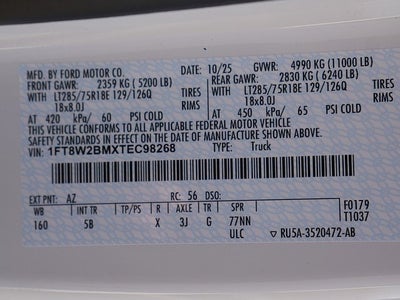 MFD. BY FORD MOTOR CO. 10/25 GVWR: 4990 KG (11000 LB)
FRONT GAWR: 2359 KG ( 5200 LB) REAR GAWR: 2830 KG ( 6240 LB)
WITH LT285/75R18E 129/126Q TIRES WITH LT285/75R18E 129/126Q TIRES
18x8.0J RIMS 18x8.0J RIMS
AT 420 kPa/ 60 PSI COLD AT 450 kPa/ 65 PSI COLD
THIS VEHICLE CONFORMS TO ALL APPLICABLE FEDERAL MOTOR VEHICLE SAFETY STANDARDS IN EFFECT ON THE DATE OF MANUFACTURE SHOWN ABOVE.
VIN: 1FT8W2BMXTEC98268 TYPE: Truck
EXT PNT: AZ RC: 56 DSO: F0179
WB INT TR TP/PS R AXLE TR SPR T1037
160 5B X 3J G 77NN
ULC RU5A-3520472-AB